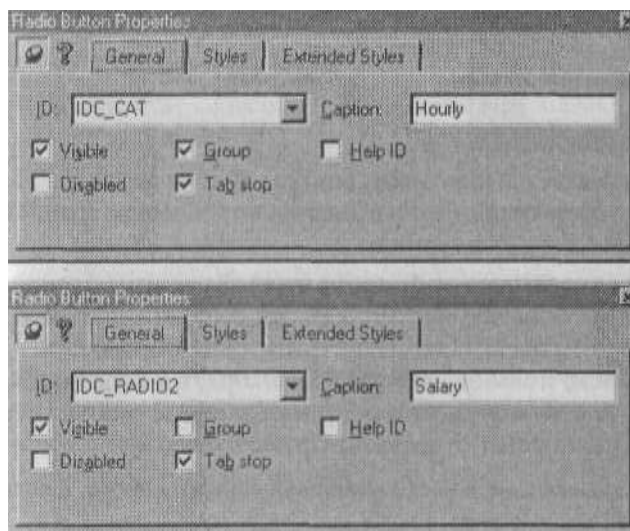 Radio Button Properties
General Styles Extended Styles
ID: IDC_CAT Caption: Hourly
Visible Group Help ID
Disabled Tab stop
Radio Button Properties
General Styles Extended Styles
ID: IDC_RADIO2 Caption: Salary
Visible Group Help ID
Disabled Tab stop